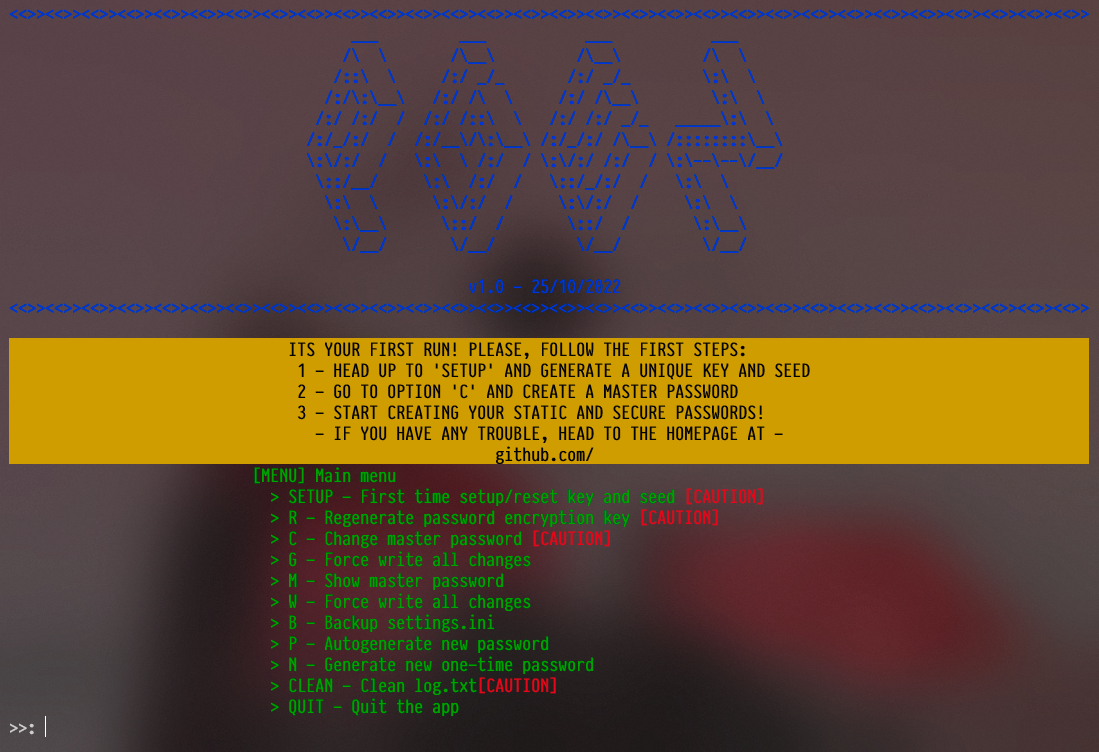 <<>><<>><<>><<>><<>><<>><<>><<>><<>><<>><<>><<>><<>><<>><<>><<>><<>><<>><<>><<>><<>><<>><<>><<>><<>><<>><<>><<>><<>><<>>
v1.0 - 25/10/2022
<<>><<>><<>><<>><<>><<>><<>><<>><<>><<>><<>><<>><<>><<>><<>><<>><<>><<>><<>><<>><<>><<>><<>><<>><<>><<>><<>><<>><<>><<>>
ITS YOUR FIRST RUN! PLEASE, FOLLOW THE FIRST STEPS:
1 - HEAD UP TO 'SETUP' AND GENERATE A UNIQUE KEY AND SEED
2 - GO TO OPTION 'C' AND CREATE A MASTER PASSWORD
3 - START CREATING YOUR STATIC AND SECURE PASSWORDS!
- IF YOU HAVE ANY TROUBLE, HEAD TO THE HOMEPAGE AT -
github.com/
[MENU] Main menu
> SETUP - First time setup/reset key and seed [CAUTION]
> R - Regenerate password encryption key [CAUTION]
> C - Change master password [CAUTION]
> G - Force write all changes
> M - Show master password
> W - Force write all changes
> B - Backup settings.ini
> P - Autogenerate new password
> N - Generate new one-time password
> CLEAN - Clean log.txt[CAUTION]
> QUIT - Quit the app
>>: